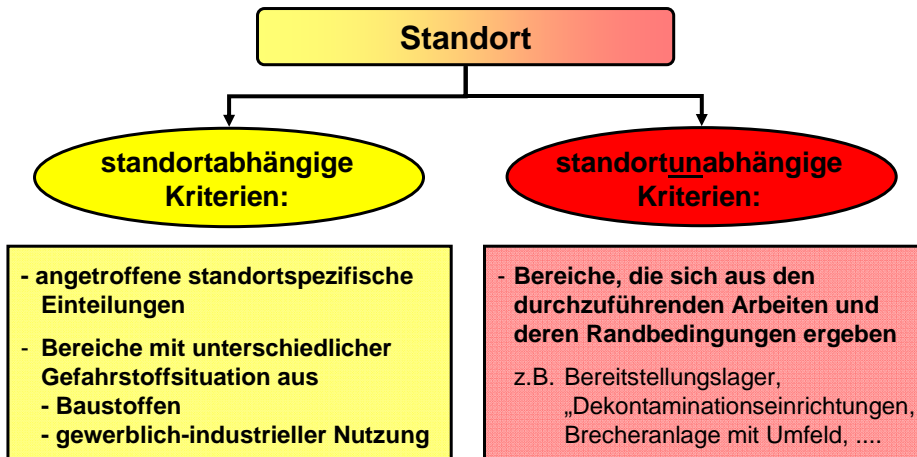 Standort
standortabhängige
Kriterien:
standortunabhängige
Kriterien:
- angetroffene standortspezifische
Einteilungen
- Bereiche mit unterschiedlicher
Gefahrstoffsituation aus
- Baustoffen
- gewerblich-industrieller Nutzung
- Bereiche, die sich aus den
durchzuführenden Arbeiten und
deren Randbedingungen ergeben
z.B. Bereitstellungslager,
„Dekontaminationseinrichtungen,
Brecheranlage mit Umfeld, ....